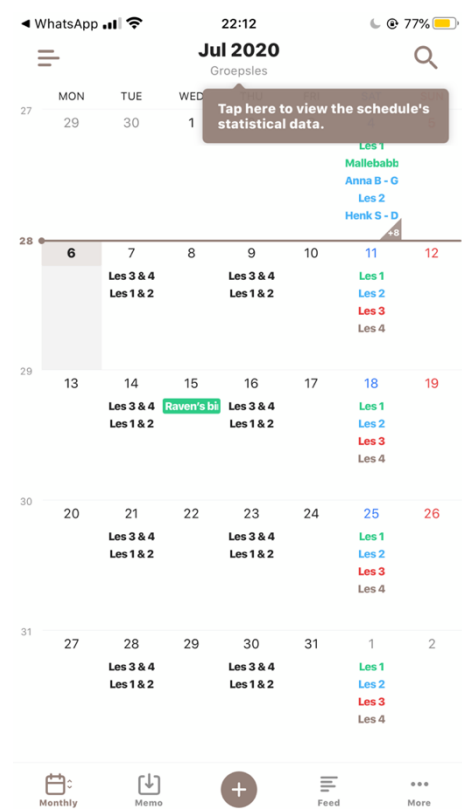 WhatsApp 22:12 77%
Jul 2020
Groepsles
MON TUE WED
Tap here to view the schedule's
statistical data.
27 29 30 1
Les 1
Mallebabb
Anna B - G
Les 2
Henk S - D
+8
28
6 7 8 9 10 11 12
Les 3 & 4 Les 3 & 4 Les 1
Les 1 & 2 Les 1 & 2 Les 2
Les 3
Les 4
29
13 14 15 16 17 18 19
Les 3 & 4 Raven's bi Les 3 & 4 Les 1
Les 1 & 2 Les 1 & 2 Les 2
Les 3
Les 4
30
20 21 22 23 24 25 26
Les 3 & 4 Les 3 & 4 Les 1
Les 1 & 2 Les 1 & 2 Les 2
Les 3
Les 4
31
27 28 29 30 31 1 2
Les 3 & 4 Les 3 & 4 Les 1
Les 1 & 2 Les 1 & 2 Les 2
Les 3
Les 4
Monthly Memo + Feed More